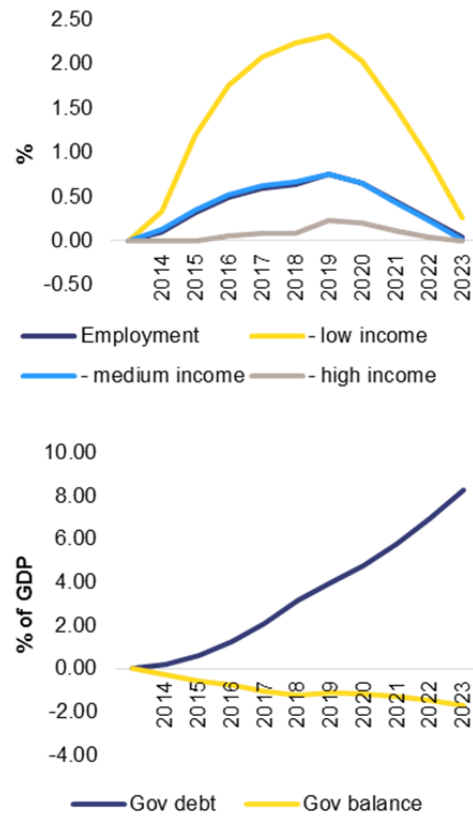 2.50
2.00
1.50
1.00
0.50
0.00
-0.50
%
2014 2015 2016 2017 2018 2019 2020 2021 2022 2023
Employment - low income
- medium income - high income
10.00
8.00
6.00
4.00
2.00
0.00
-2.00
-4.00
% of GDP
2014 2015 2016 2017 2018 2019 2020 2021 2022 2023
Gov debt Gov balance